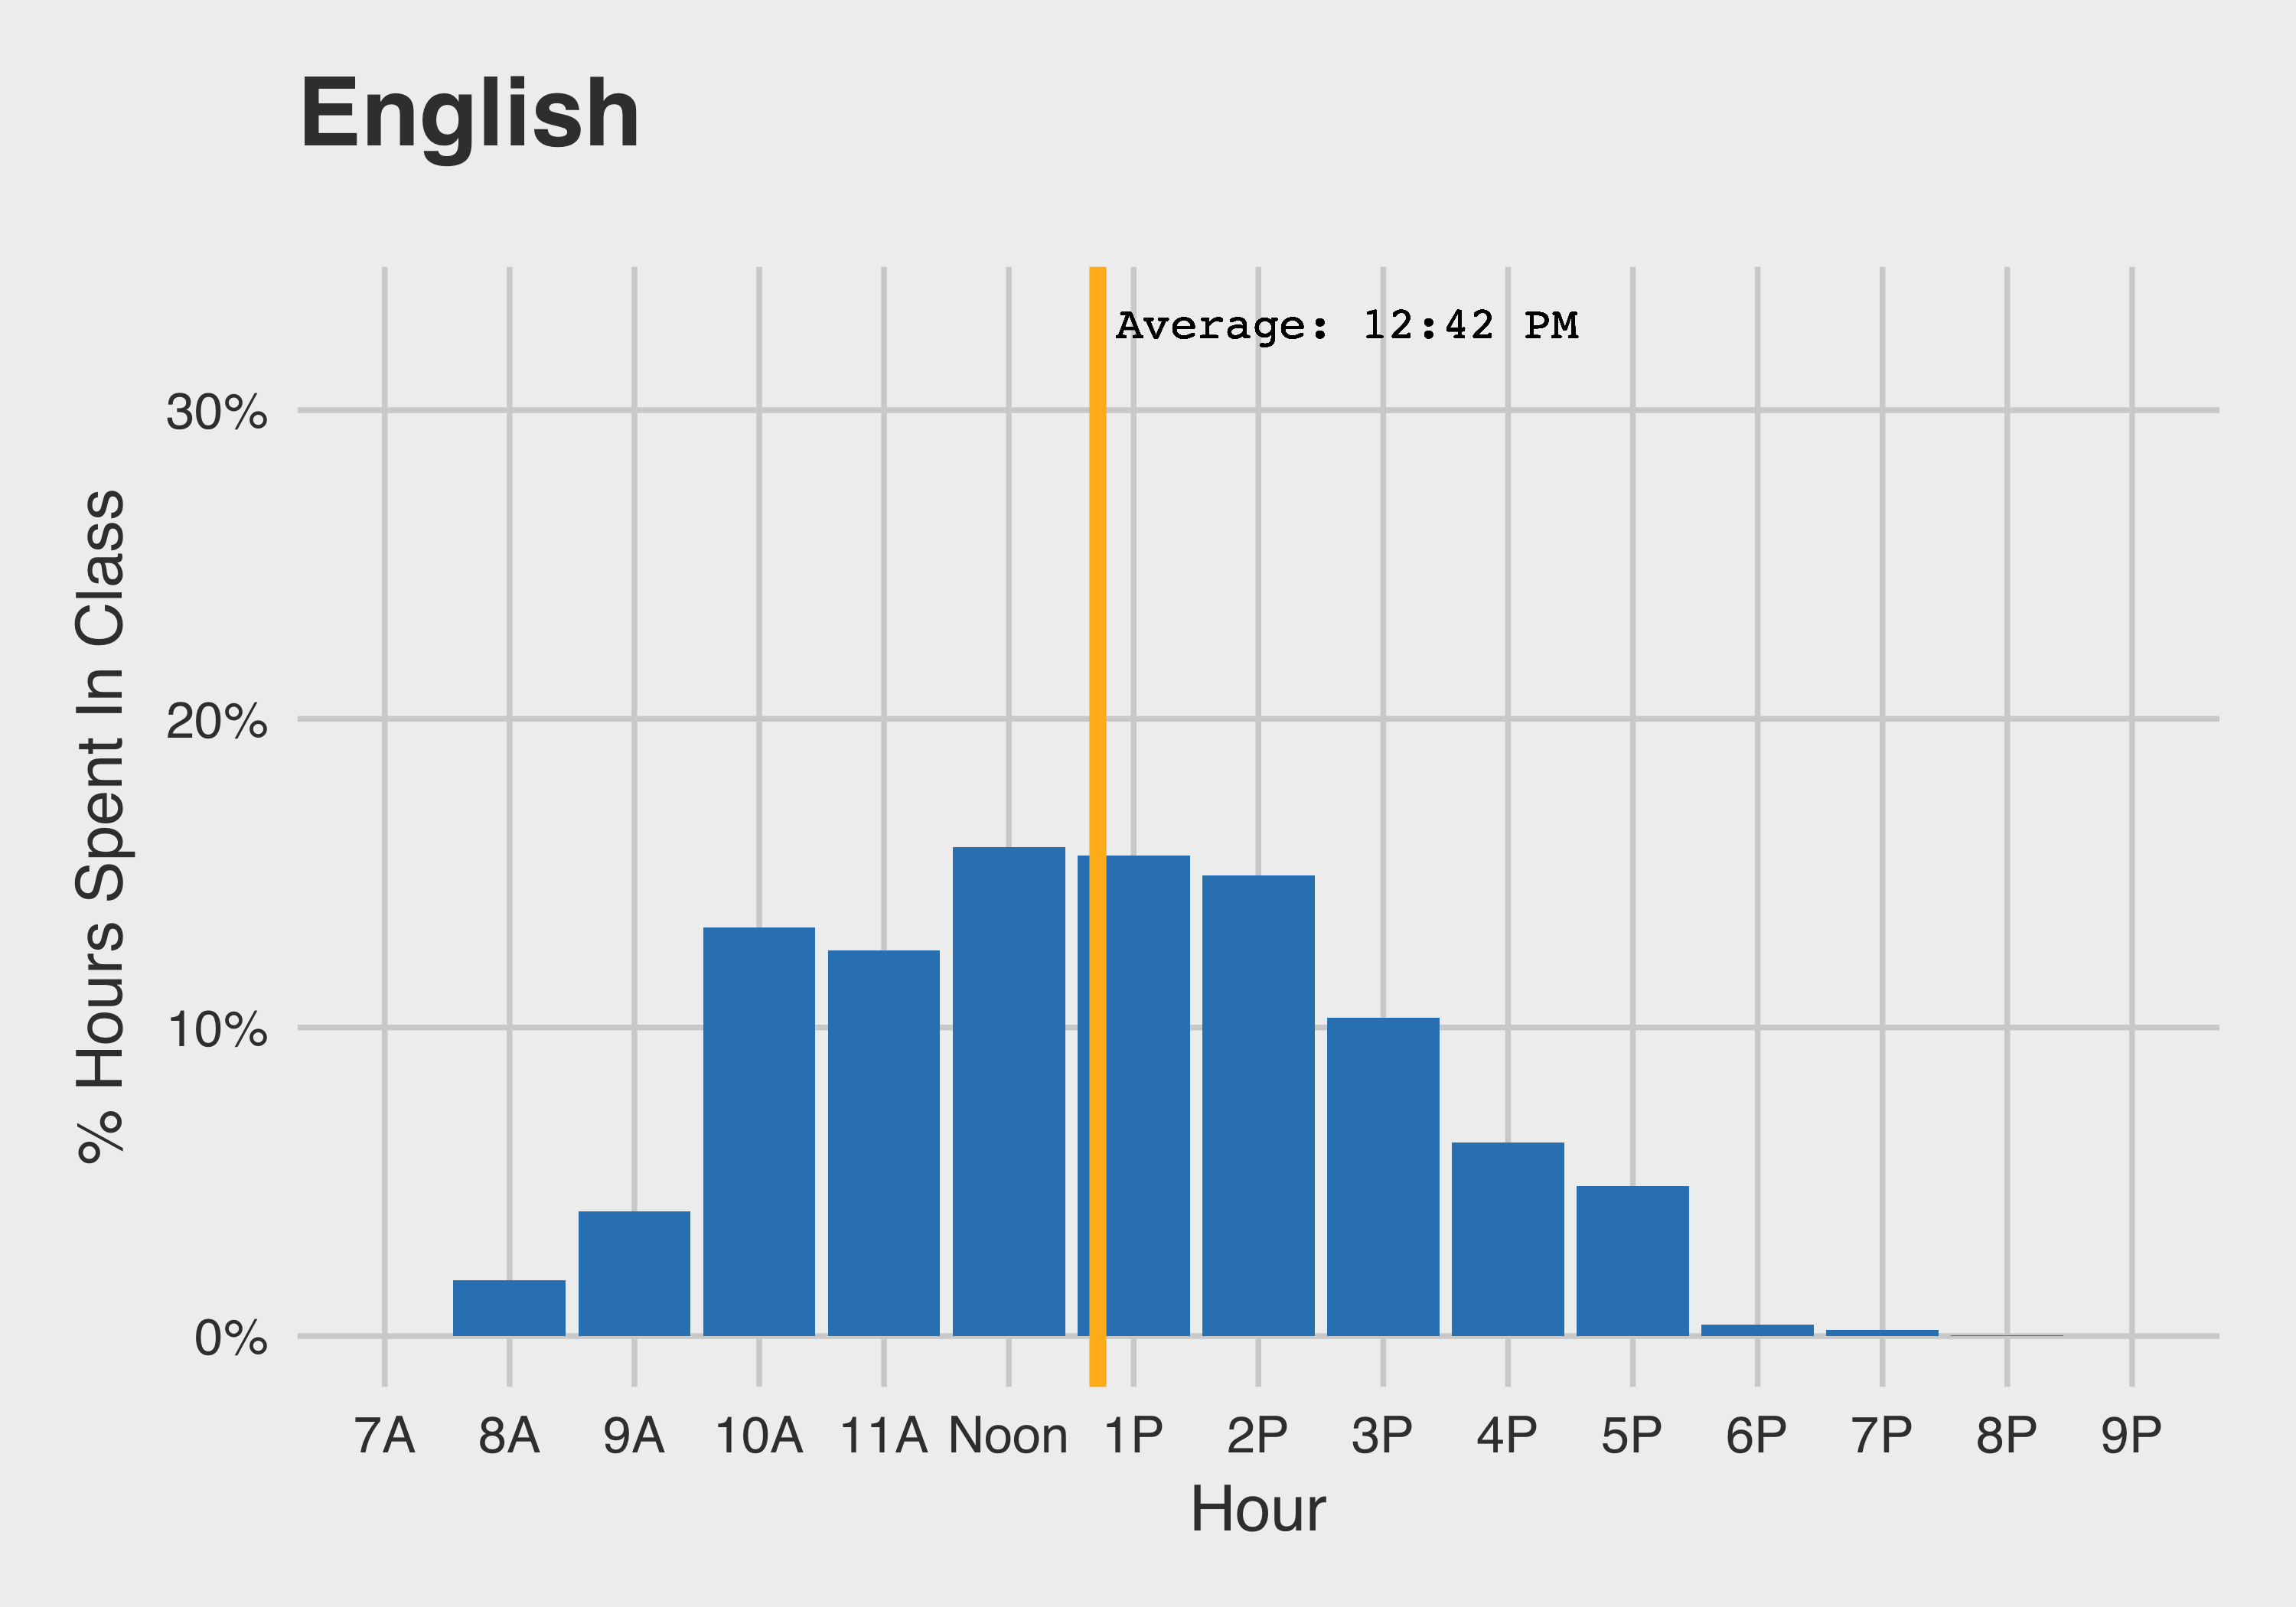 English
Average: 12:42 PM
30%
20%
10%
0%
% Hours Spent In Class
7A 8A 9A 10A 11A Noon 1P 2P 3P 4P 5P 6P 7P 8P 9P
Hour